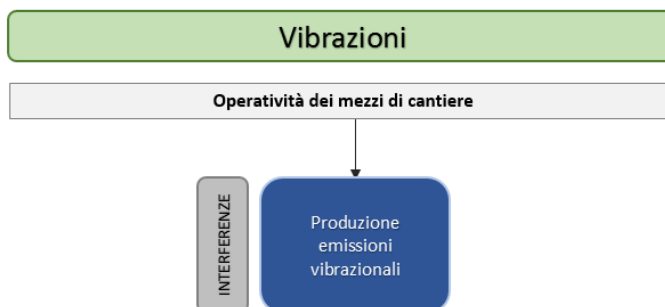 Vibrazioni
Operatività dei mezzi di cantiere
INTERFERENZE
Produzione
emissioni
vibrazionali